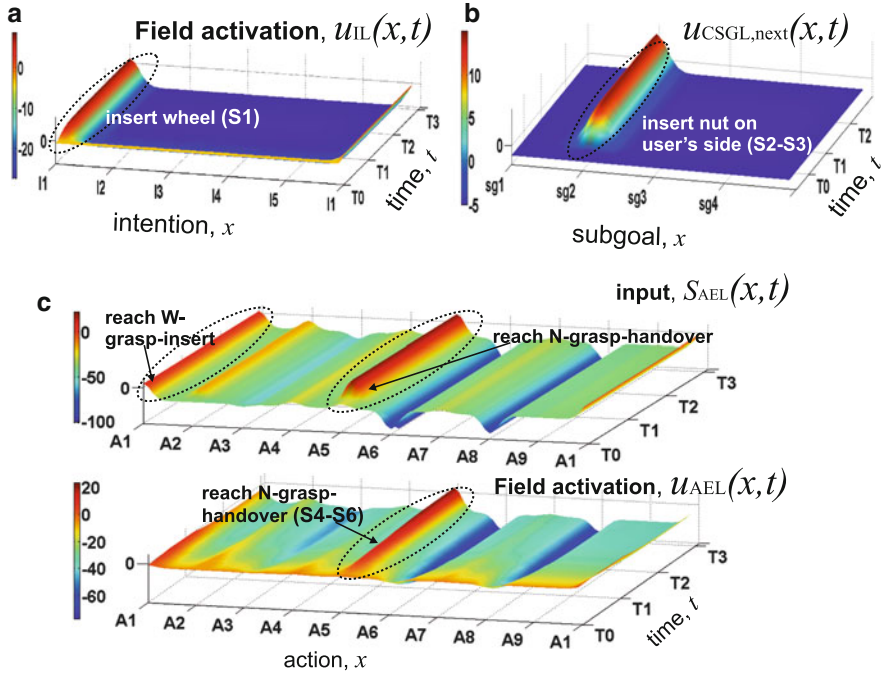 a
Field activation, uIL(x,t)
0
-10
-20
0
insert wheel (S1)
I1
I2
I3
I4
I5
I1
T0
T1
T2
T3
intention, x
time, t
b
uCSGL,next(x,t)
10
5
0
-5
0
insert nut on
user's side (S2-S3)
sg1
sg2
sg3
sg4
T0
T1
T2
T3
subgoal, x
time, t
c
input, SAEL(x,t)
0
-50
-100
0
reach W-
grasp-insert
reach N-grasp-handover
A1
A2
A3
A4
A5
A6
A7
A8
A9
A1
T0
T1
T2
T3
Field activation, uAEL(x,t)
20
0
-20
-40
-60
0
reach N-grasp-
handover (S4-S6)
A1
A2
A3
A4
A5
A6
A7
A8
A9
A1
T0
T1
T2
T3
action, x
time, t